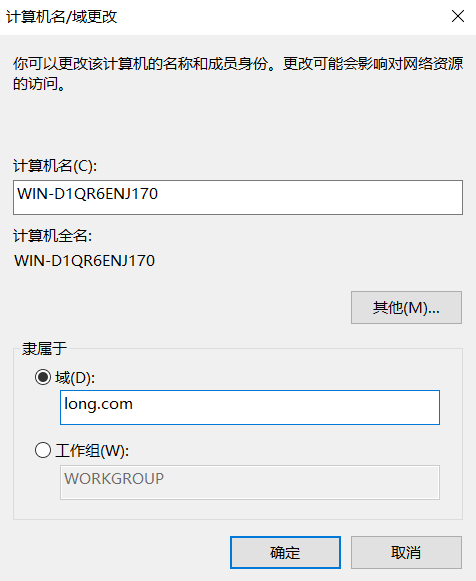 计算机名/域更改
你可以更改该计算机的名称和成员身份。更改可能会影响对网络资源
的访问。
计算机名(C):
WIN-D1QR6ENJ170
计算机全名:
WIN-D1QR6ENJ170
其他(M)...
隶属于
域(D):
long.com
工作组(W):
WORKGROUP
确定
取消